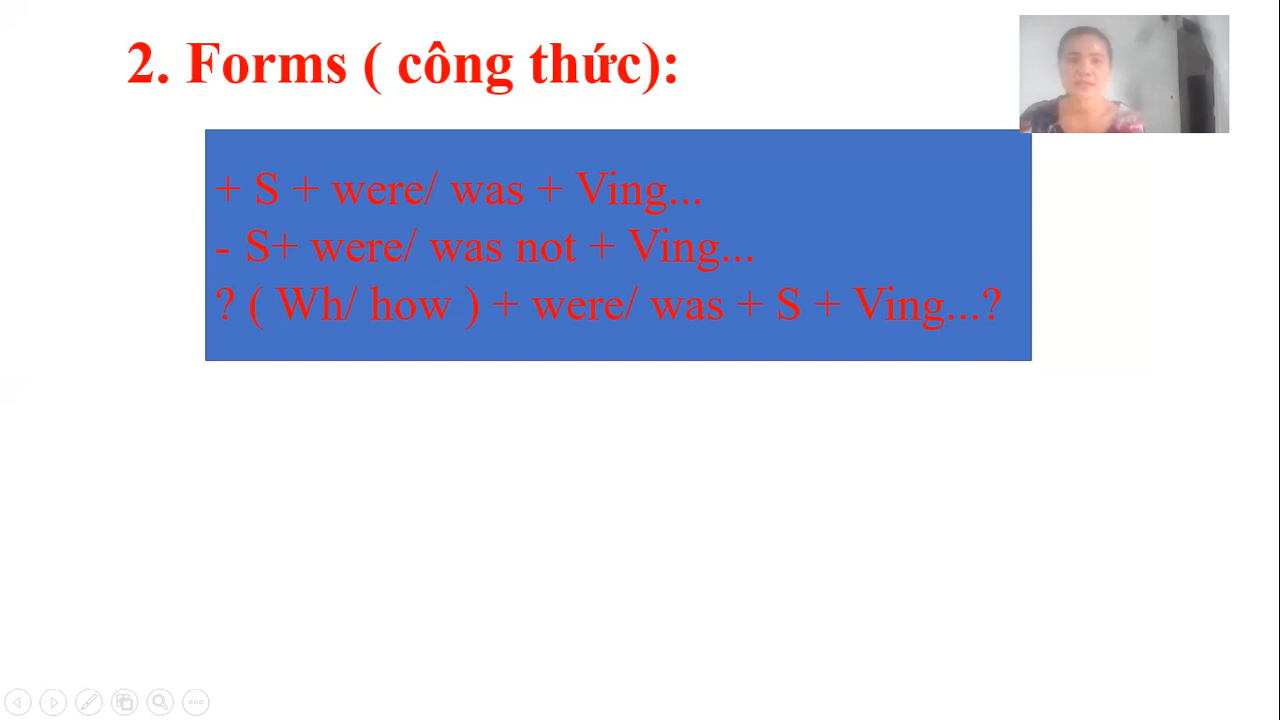 2. Forms ( công thức):
+ S + were/ was + Ving...
- S+ were/ was not + Ving...
? ( Wh/ how ) + were/ was + S + Ving...?